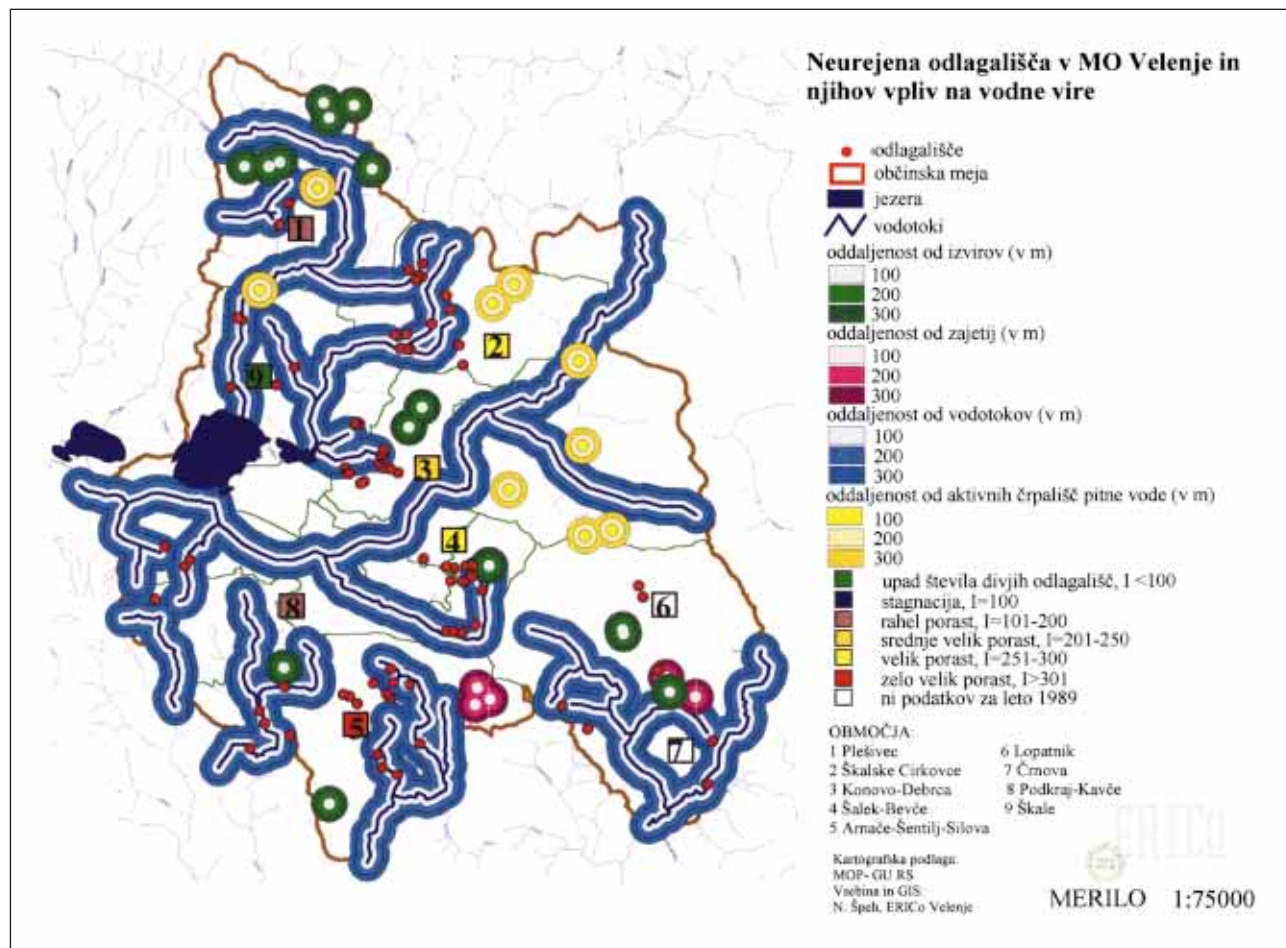 Neurejena odlagališča v MO Velenje in
njihov vpliv na vodne vire
odlagališče
občinska meja
jezera
vodotoki
oddaljenost od izvirov (v m)
100
200
300
oddaljenost od zajetij (v m)
100
200
300
oddaljenost od vodotokov (v m)
100
200
300
oddaljenost od aktivnih črpališč pitne vode (v m)
100
200
300
upad števila divjih odlagališč, I <100
stagnacija, I=100
rahel porast, I=101-200
srednje velik porast, I=201-250
velik porast, I=251-300
zelo velik porast, I>301
ni podatkov za leto 1989
OBMOČJA:
1 Plešivec
2 Škalske Cirkovce
3 Konovo-Debrca
4 Šalek-Bevče
5 Arnače-Šentilj-Silova
6 Lopatnik
7 Črnova
8 Podkraj-Kavče
9 Škale
Kartografska podlaga:
MOP- GU RS
Vsebina in GIS:
N. Špeh, ERICo Velenje
ERICo
MERILO 1:75000
1
2
9
3
4
8
6
5
7